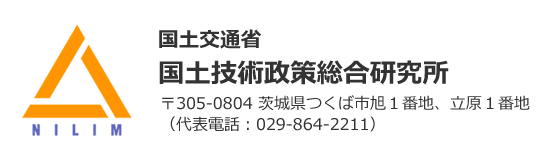 国土交通省
国土技術政策総合研究所
〒305-0804 茨城県つくば市旭１番地、立原１番地
（代表電話：029-864-2211）
NILIM